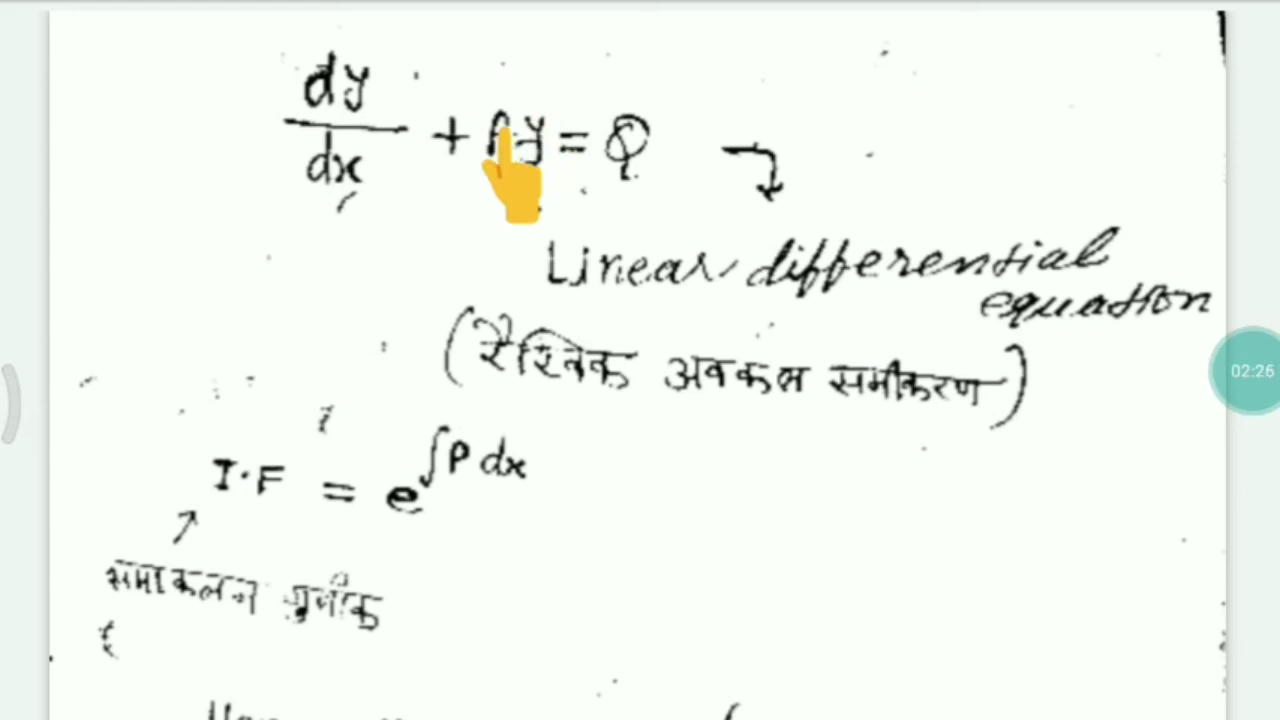 dy/dx + Py = Q
Linear differential
equation
(रैखिक अवकल समीकरण)
02:26
I.F = e^∫P dx
समाकलन गुणांक